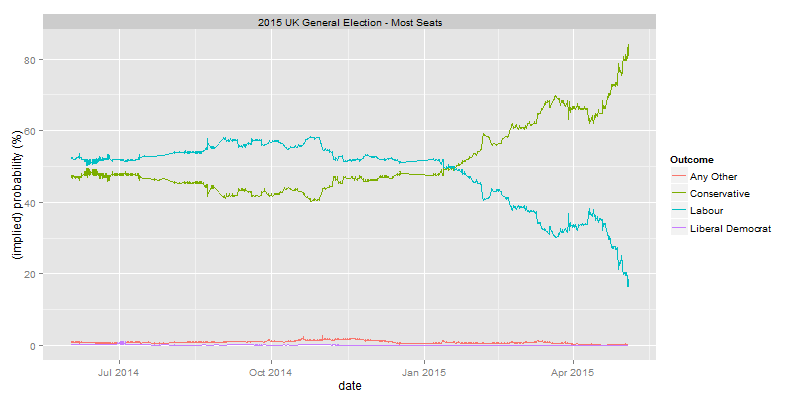 2015 UK General Election - Most Seats
(implied) probability (%)
80
60
40
20
0
Jul 2014
Oct 2014
Jan 2015
Apr 2015
date
Outcome
Any Other
Conservative
Labour
Liberal Democrat